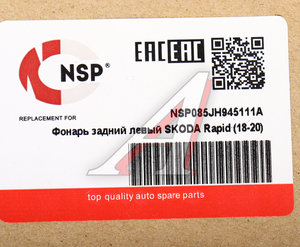 NSP®
EAC EAC
REPLACEMENT FOR
NSP085JH945111A
Фонарь задний левый SKODA Rapid (18-20)
top quality auto spare parts